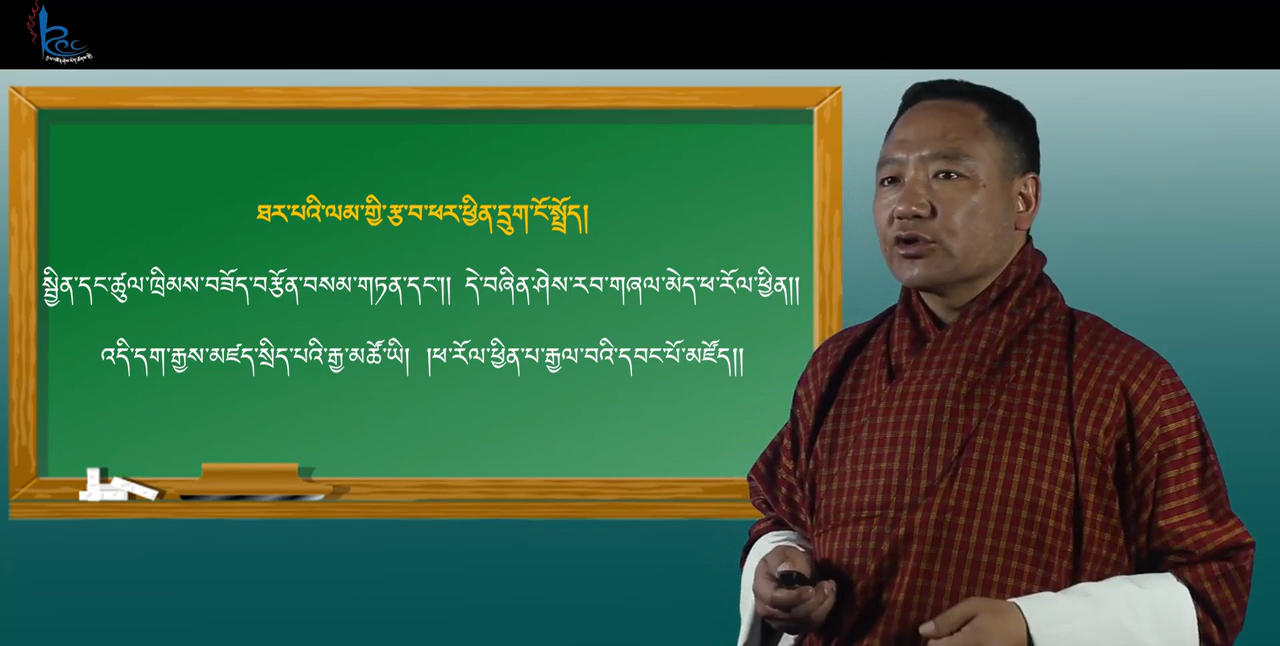 ཐར་པའི་ལམ་གྱི་རྩ་བ་ཕར་ཕྱིན་དྲུག་ངོ་སྤྲོད།
སྦྱིན་དང་ཚུལ་ཁྲིམས་བཟོད་བརྩོན་བསམ་གཏན་དང་།། དེ་བཞིན་ཤེས་རབ་གཞལ་མེད་ཕ་རོལ་ཕྱིན།།
འདི་དག་རྒྱས་མཛད་སྲིད་པའི་རྒྱ་མཚོ་ཡི། །ཕ་རོལ་ཕྱིན་པ་རྒྱལ་བའི་དབང་པོ་མཛོད།།